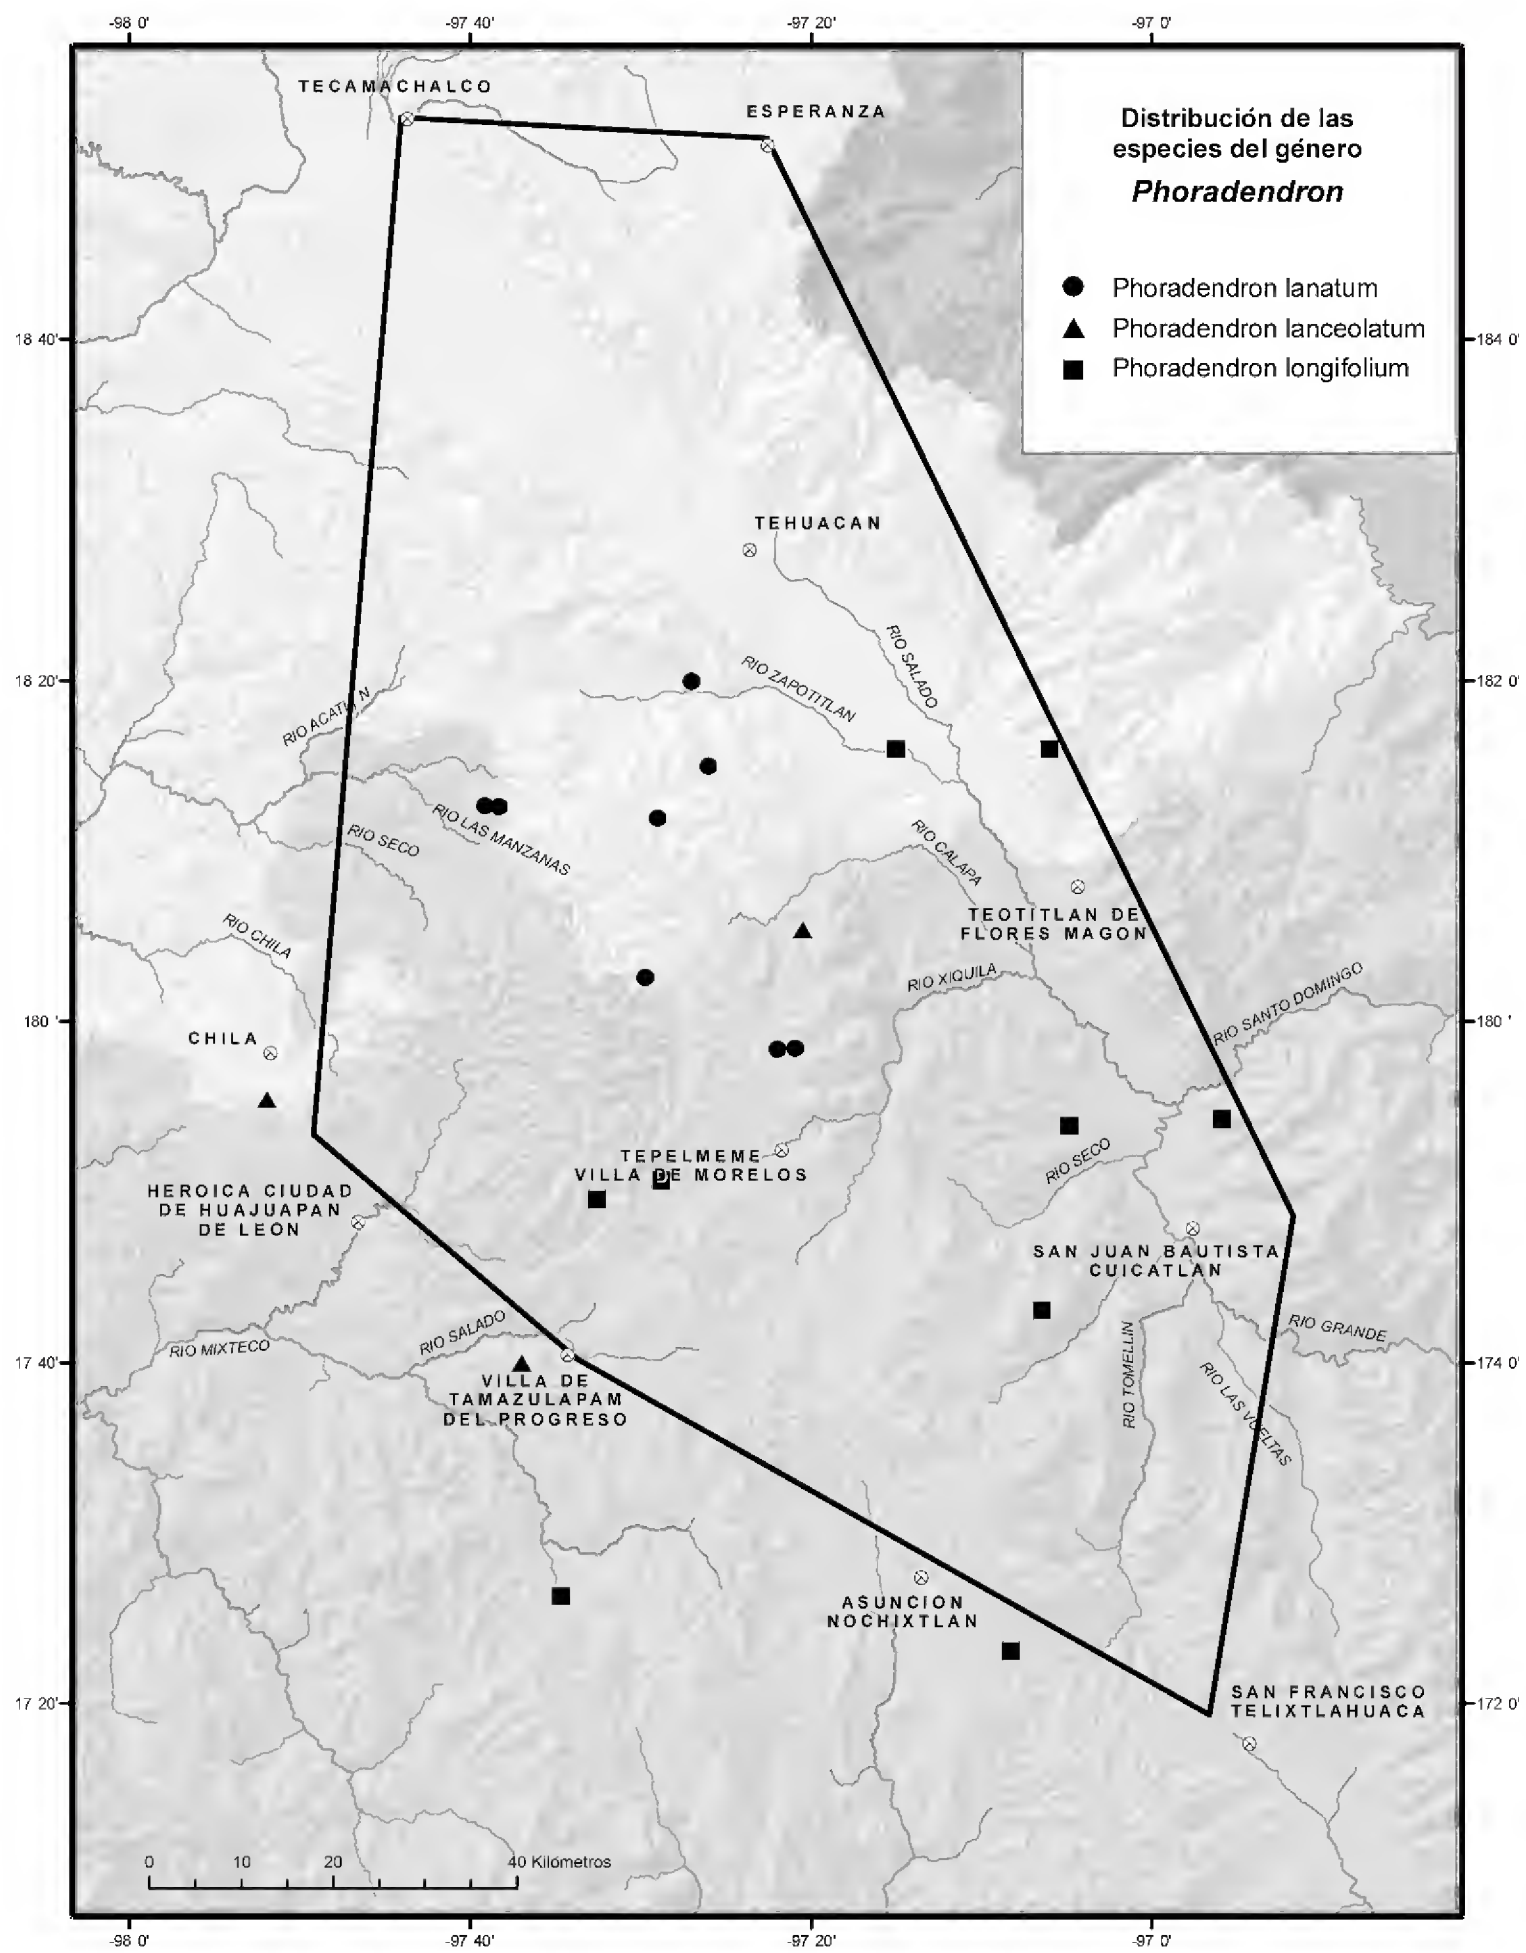 -98 0' -97 40' -97 20' -97 0'
TECAMACHALCO
ESPERANZA
Distribución de las
especies del género
Phoradendron
Phoradendron lanatum
Phoradendron lanceolatum
Phoradendron longifolium
18 40' 184 0'
TEHUACAN
RIO SALADO
18 20' 182 0'
RIO ZAPOTITLAN
RIO ACATL N
RIO LAS MANZANAS
RIO SECO
RIO CALAPA
TEOTITLAN DE
FLORES MAGON
RIO CHILA
RIO XIQUILA
RIO SANTO DOMINGO
180 ' 180 '
CHILA
TEPELMEME
VILLA DE MORELOS
RIO SECO
HEROICA CIUDAD
DE HUAJUAPAN
DE LEON
SAN JUAN BAUTISTA
CUICATLAN
RIO SALADO
RIO MIXTECO
RIO GRANDE
17 40' 174 0'
RIO TOMELLIN
RIO LAS VUELTAS
VILLA DE
TAMAZULAPAM
DEL PROGRESO
ASUNCION
NOCHIXTLAN
SAN FRANCISCO
TELIXTLAHUACA
17 20' 172 0'
0 10 20 40 Kilómetros
-98 0' -97 40' -97 20' -97 0'